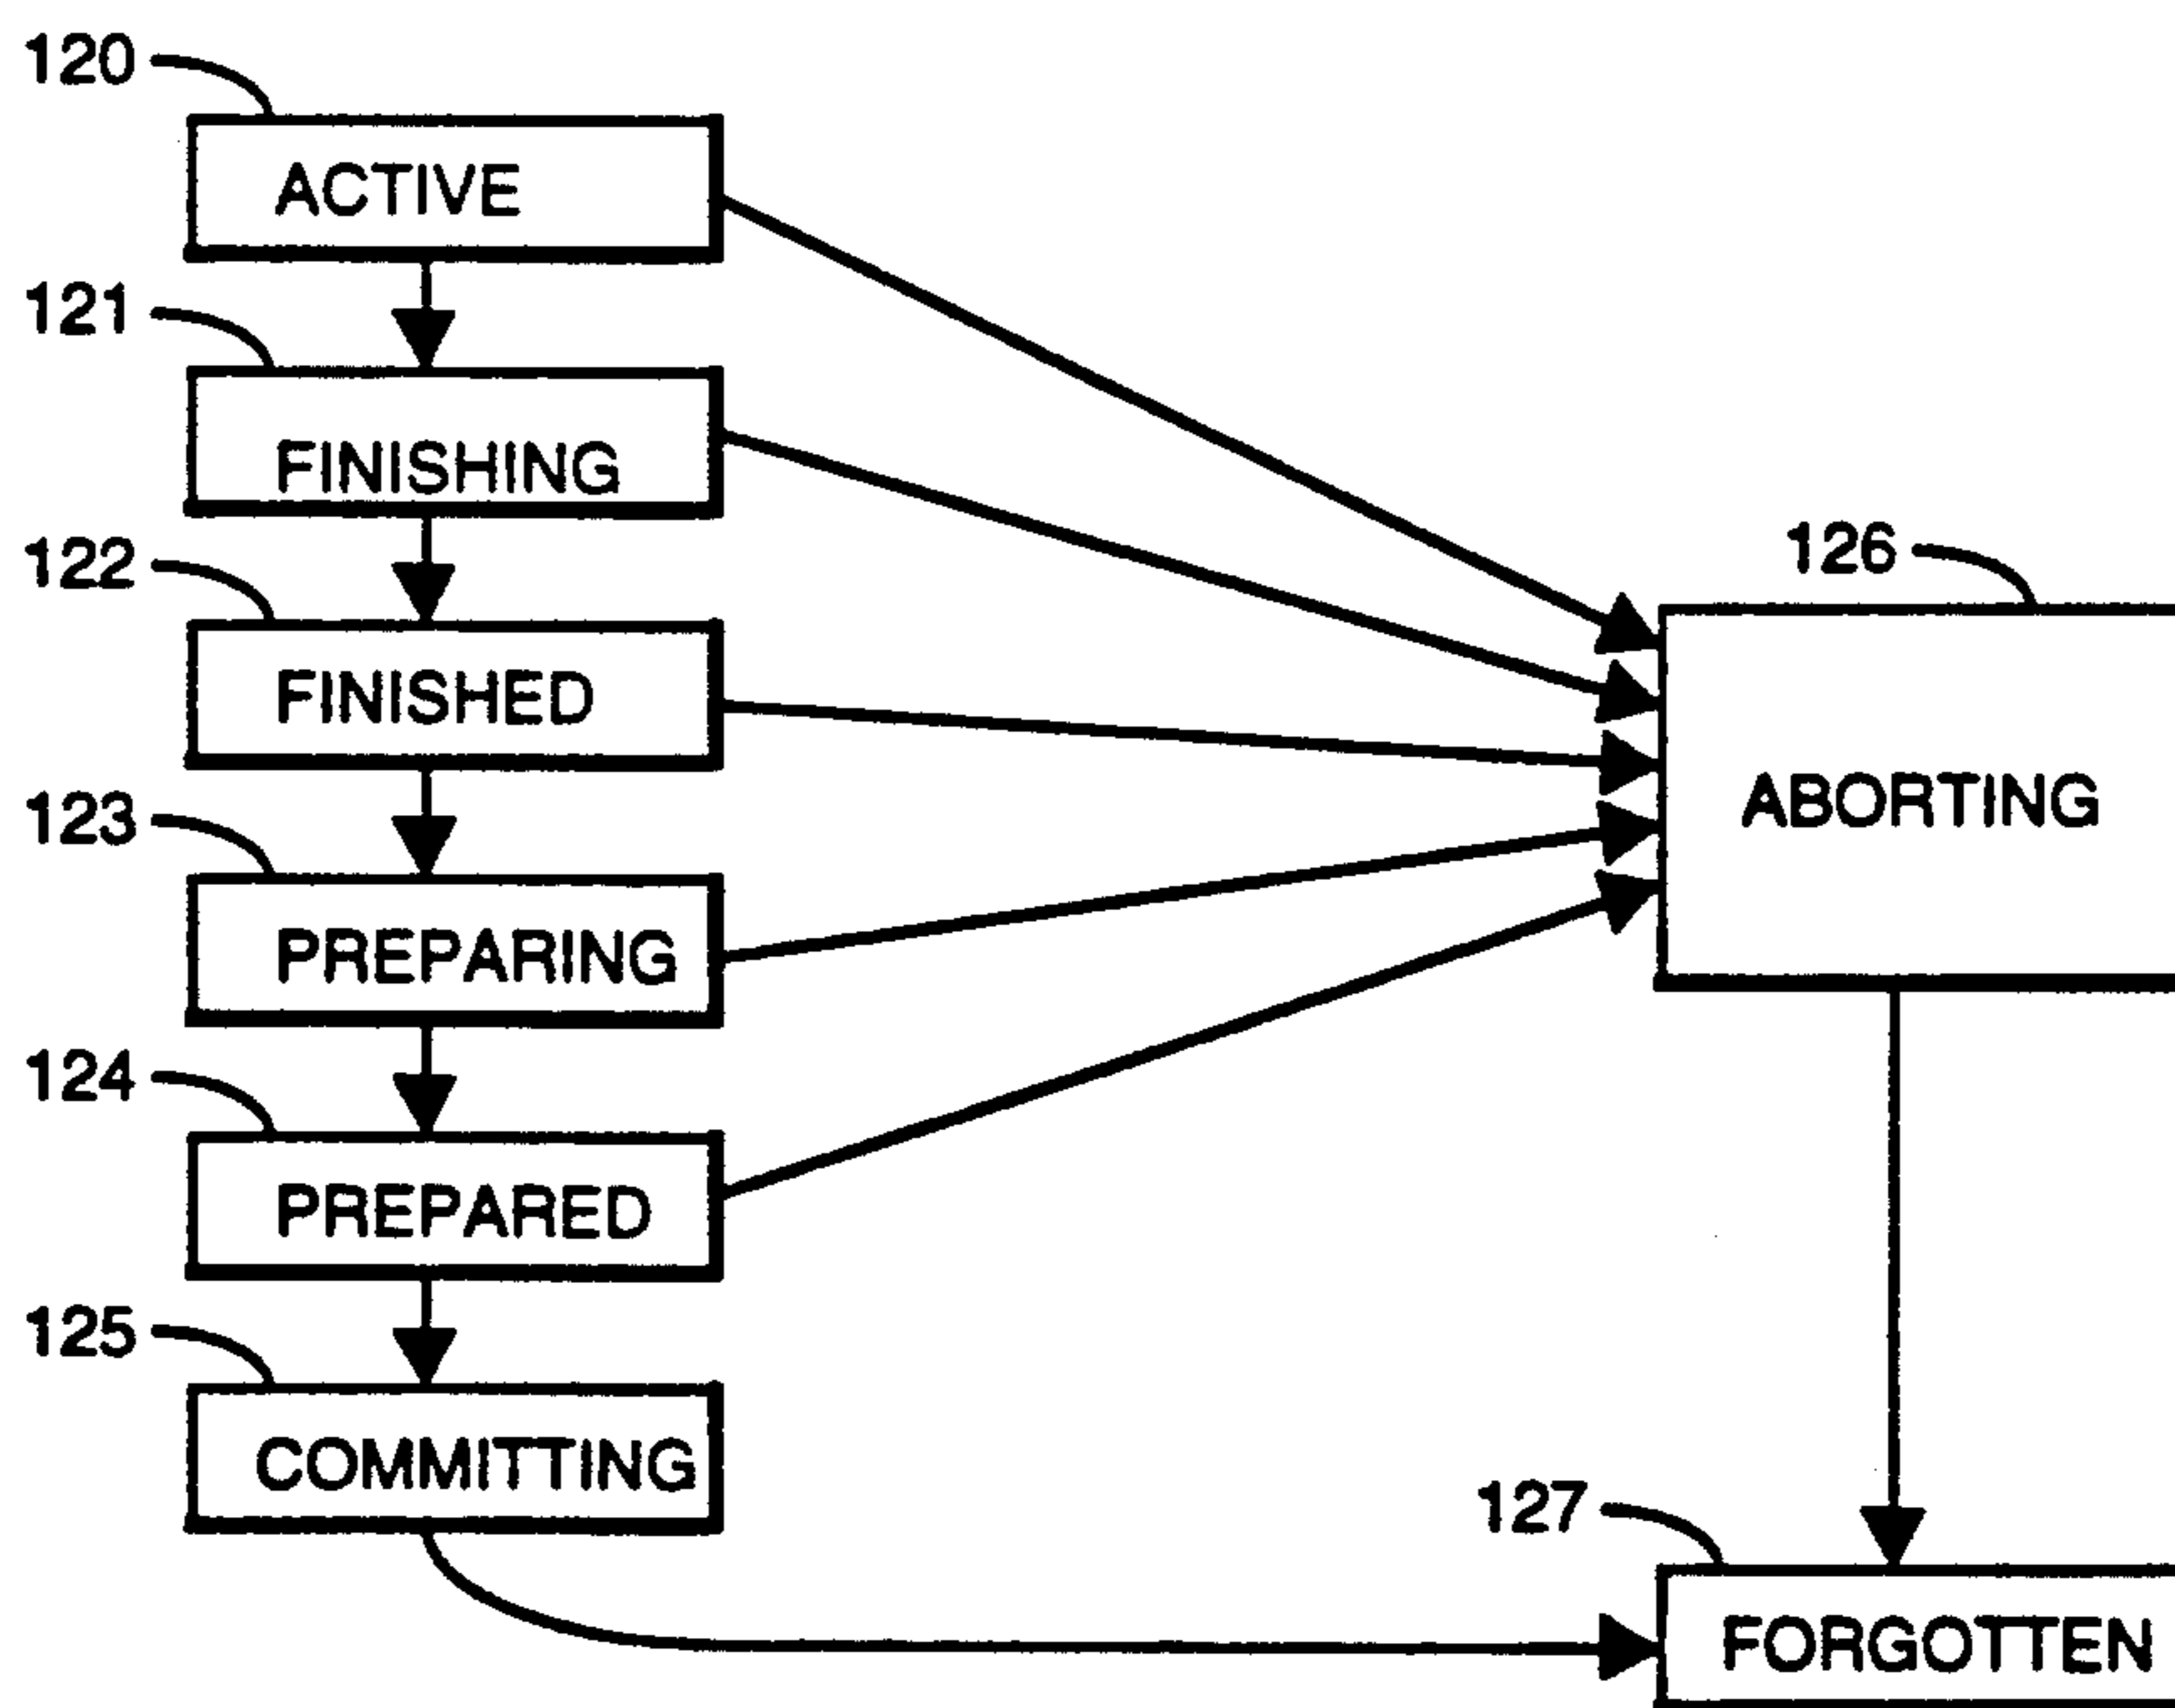 120
ACTIVE
121
FINISHING
122
FINISHED
123
PREPARING
124
PREPARED
125
COMMITTING
126
ABORTING
127
FORGOTTEN